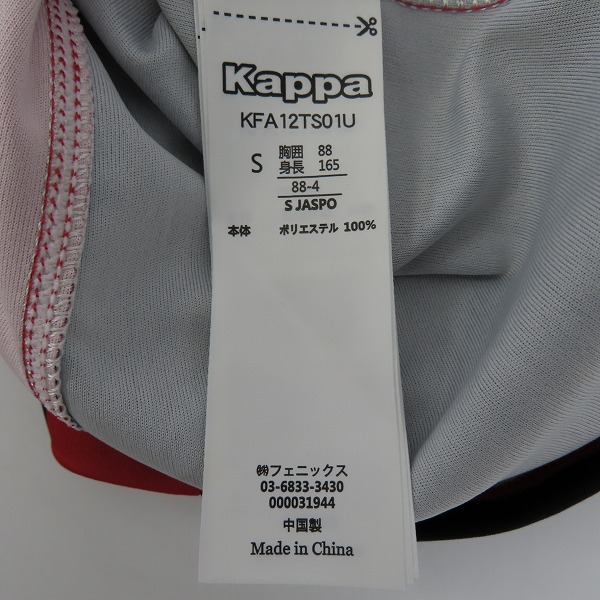 Kappa
KFA12TS01U
S 胸囲 88
身長 165
88-4
S JASPO
本体 ポリエステル 100%
㈱フェニックス
03-6833-3430
000031944
中国製
Made in China